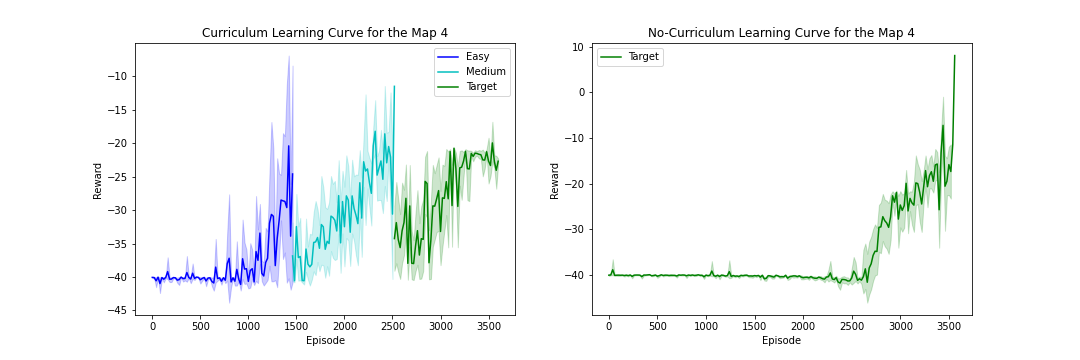 Curriculum Learning Curve for the Map 4
Reward
−10
−15
−20
−25
−30
−35
−40
−45
Easy
Medium
Target
0 500 1000 1500 2000 2500 3000 3500
Episode
No-Curriculum Learning Curve for the Map 4
Reward
10
0
−10
−20
−30
−40
Target
0 500 1000 1500 2000 2500 3000 3500
Episode